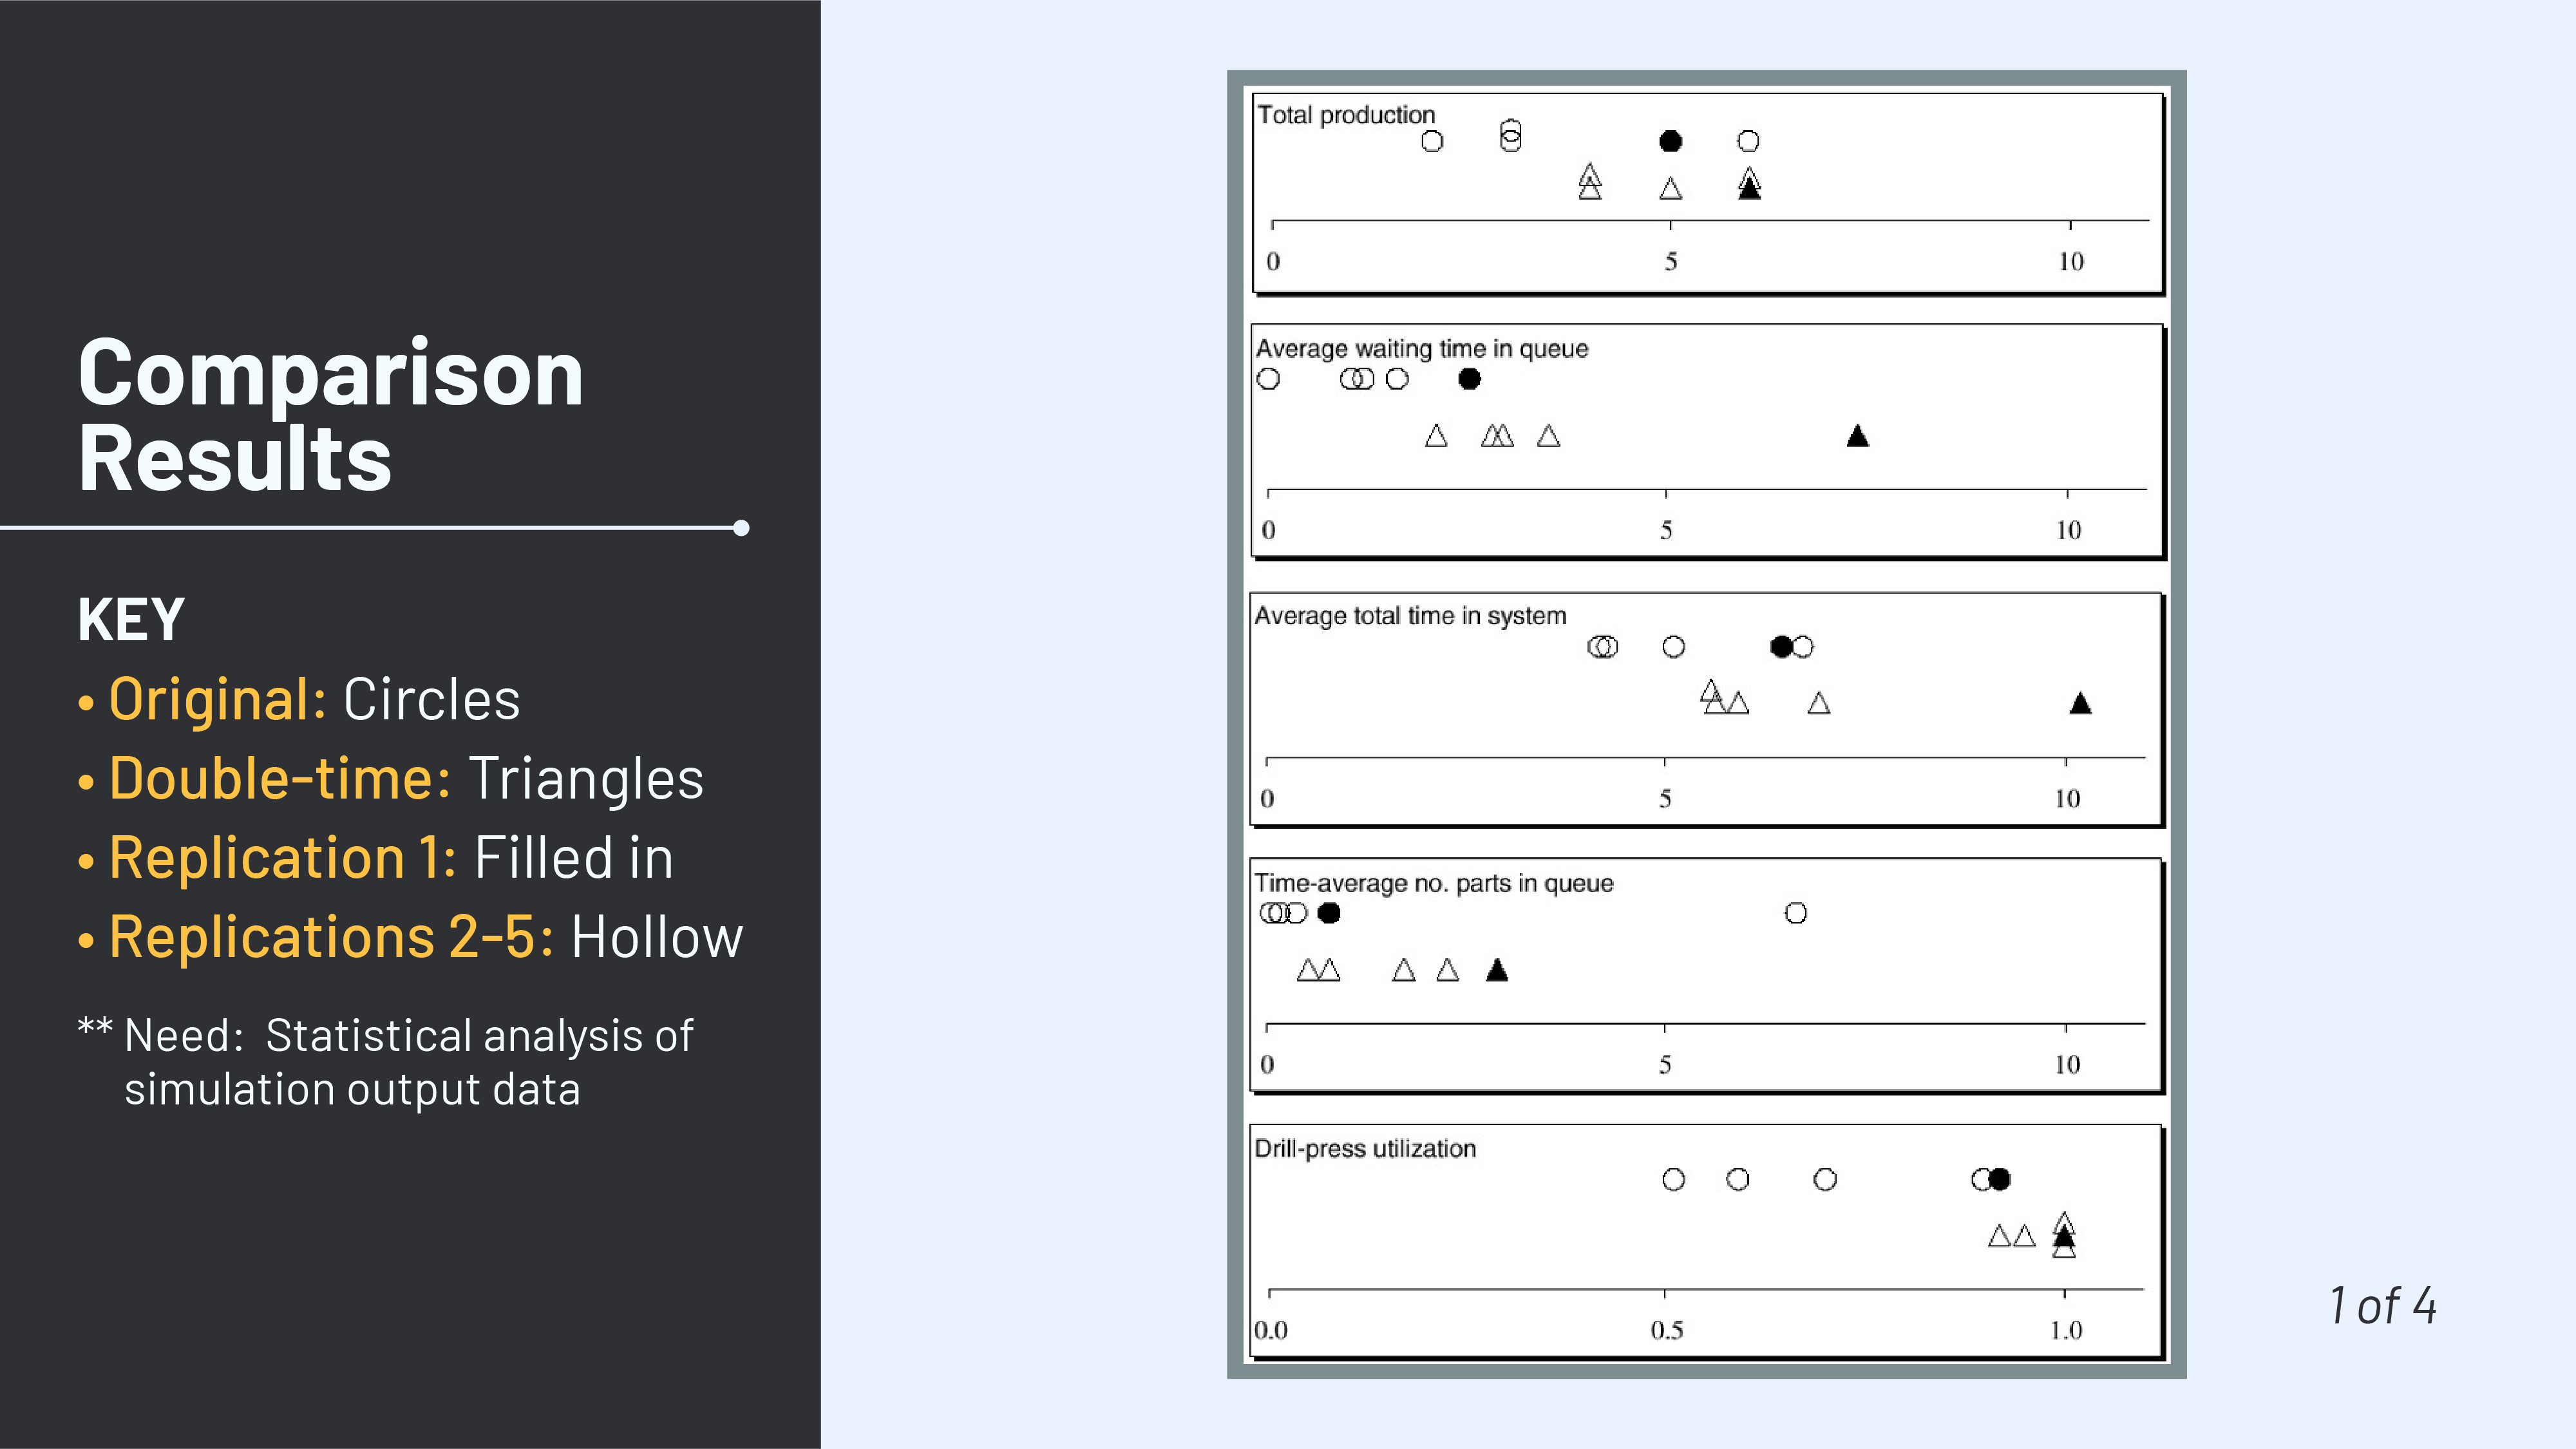 Comparison
Results
KEY
• Original: Circles
• Double-time: Triangles
• Replication 1: Filled in
• Replications 2-5: Hollow
** Need: Statistical analysis of
simulation output data
Total production
0 5 10
Average waiting time in queue
0 5 10
Average total time in system
0 5 10
Time-average no. parts in queue
0 5 10
Drill-press utilization
0.0 0.5 1.0
1 of 4